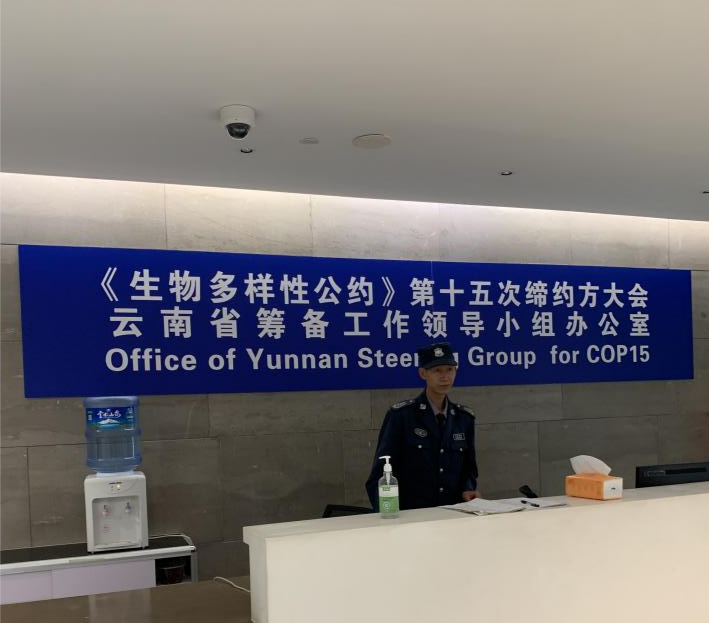 《生物多样性公约》第十五次缔约方大会
云南省筹备工作领导小组办公室
Office of Yunnan Group for COP15